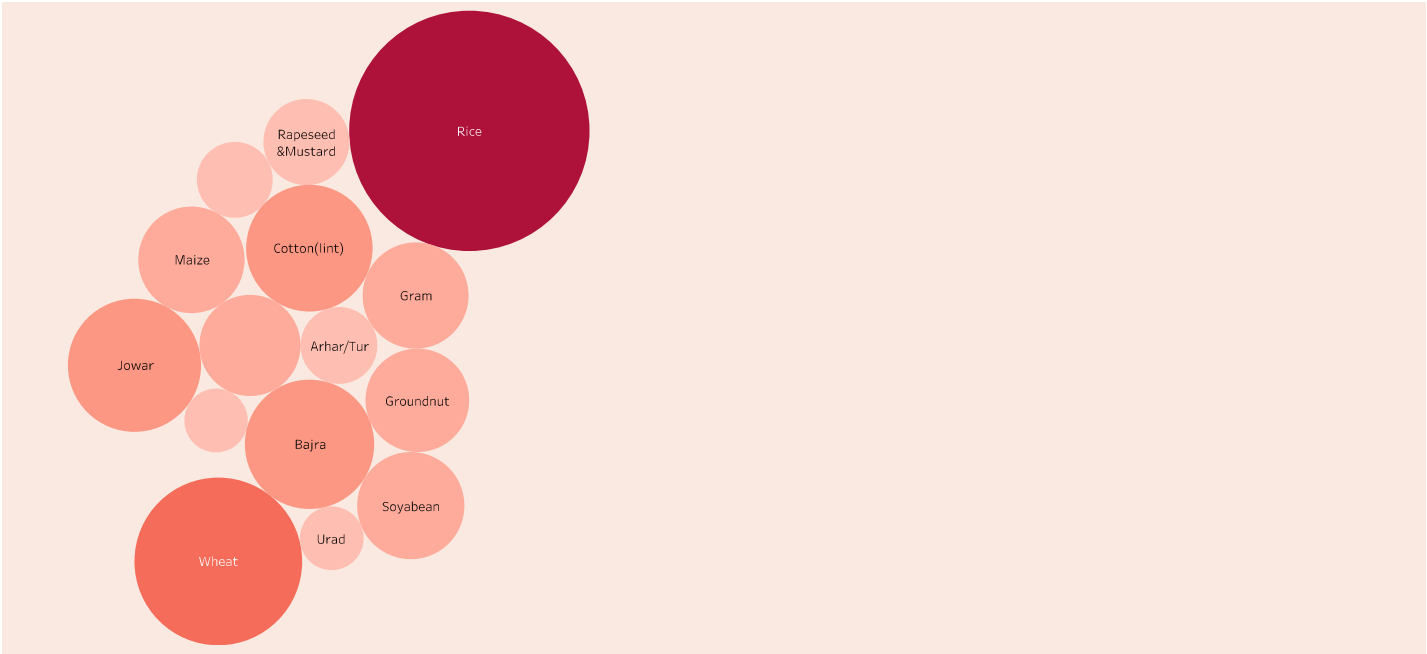 Rice
Rapeseed
&Mustard
Cotton(lint)
Maize
Gram
Arhar/Tur
Jowar
Groundnut
Bajra
Soyabean
Urad
Wheat